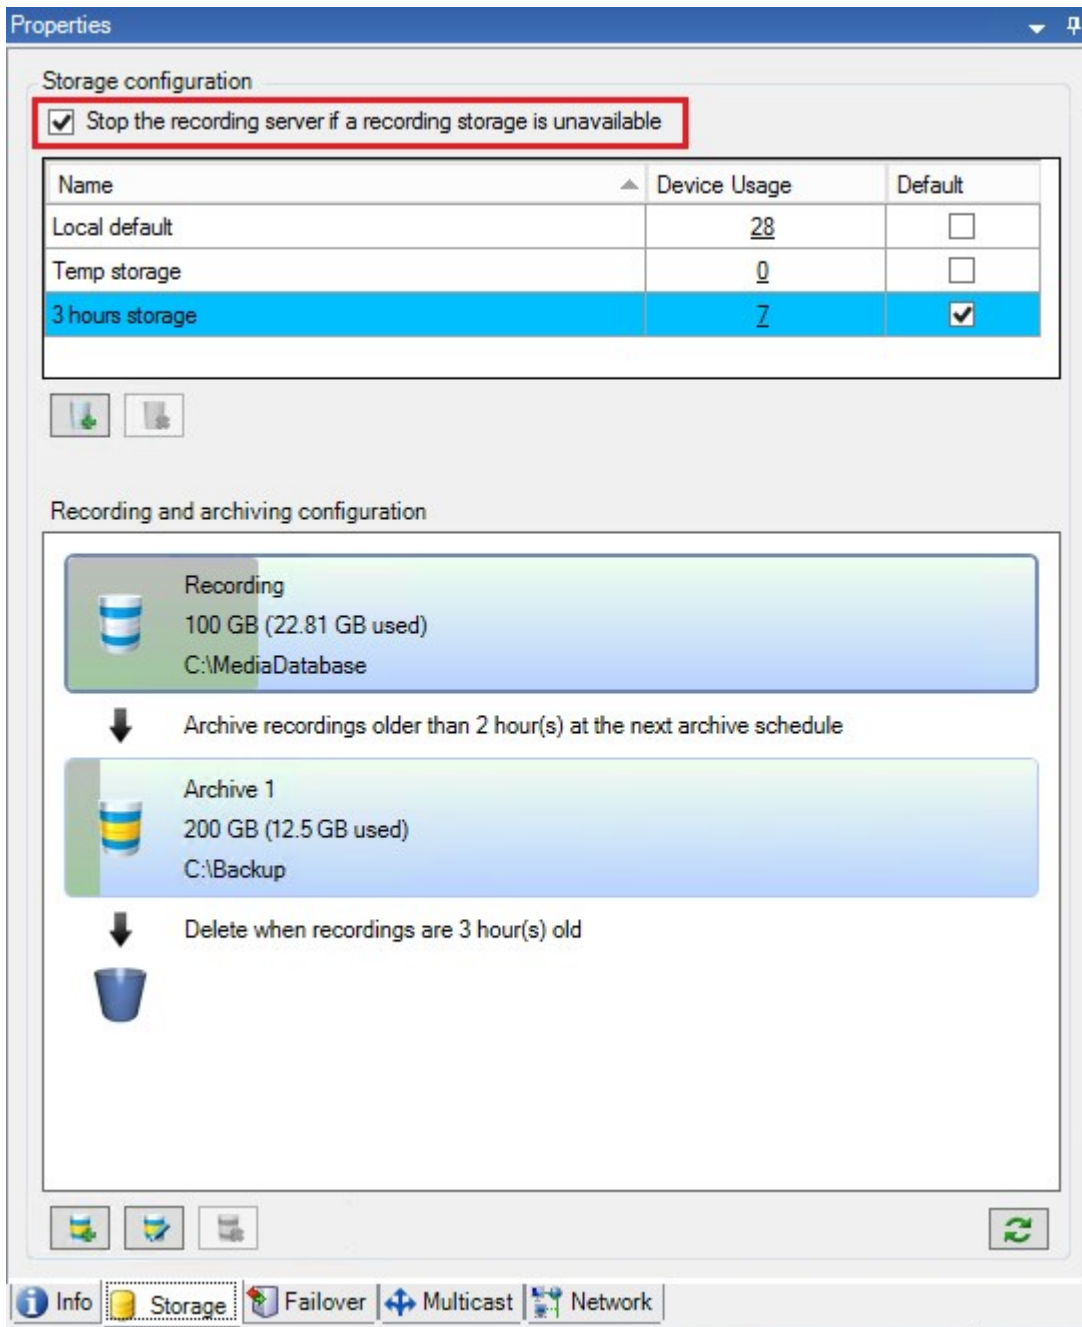 Properties
Storage configuration
Stop the recording server if a recording storage is unavailable
Name Device Usage Default
Local default 28
Temp storage 0
3 hours storage 7
Recording and archiving configuration
Recording
100 GB (22.81 GB used)
C:\MediaDatabase
Archive recordings older than 2 hour(s) at the next archive schedule
Archive 1
200 GB (12.5 GB used)
C:\Backup
Delete when recordings are 3 hour(s) old
Info Storage Failover Multicast Network